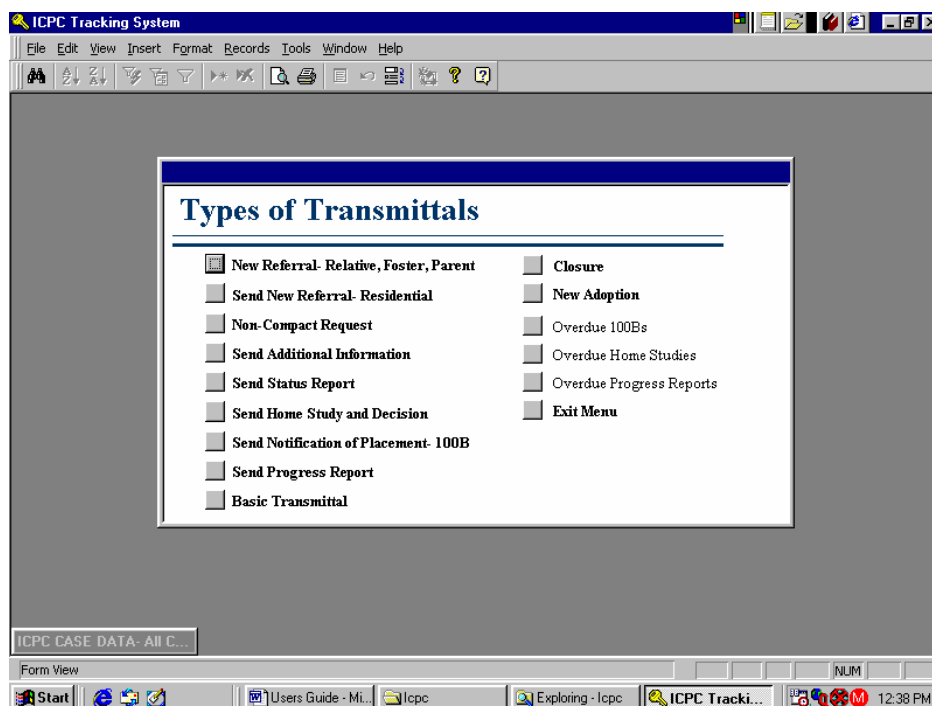 ICPC Tracking System
File Edit View Insert Format Records Tools Window Help
Types of Transmittals
New Referral- Relative, Foster, Parent
Send New Referral- Residential
Non-Compact Request
Send Additional Information
Send Status Report
Send Home Study and Decision
Send Notification of Placement- 100B
Send Progress Report
Basic Transmittal
Closure
New Adoption
Overdue 100Bs
Overdue Home Studies
Overdue Progress Reports
Exit Menu
ICPC CASE DATA- All C...
Form View NUM
Start Users Guide - Mi... Icpc Exploring - Icpc ICPC Tracki... 12:38 PM